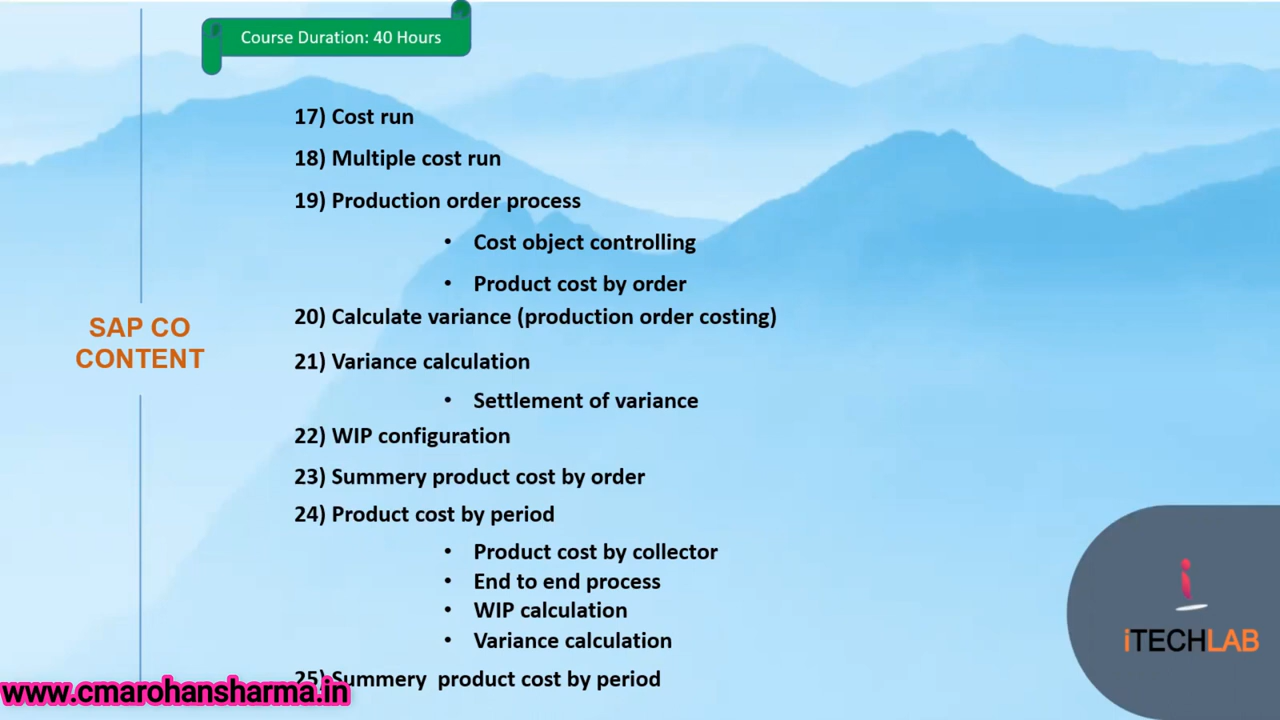 Course Duration: 40 Hours
17) Cost run
18) Multiple cost run
19) Production order process
• Cost object controlling
• Product cost by order
20) Calculate variance (production order costing)
21) Variance calculation
• Settlement of variance
22) WIP configuration
23) Summery product cost by order
24) Product cost by period
• Product cost by collector
• End to end process
• WIP calculation
• Variance calculation
25) Summery product cost by period
SAP CO
CONTENT
iTECHLAB
www.cmarohansharma.in